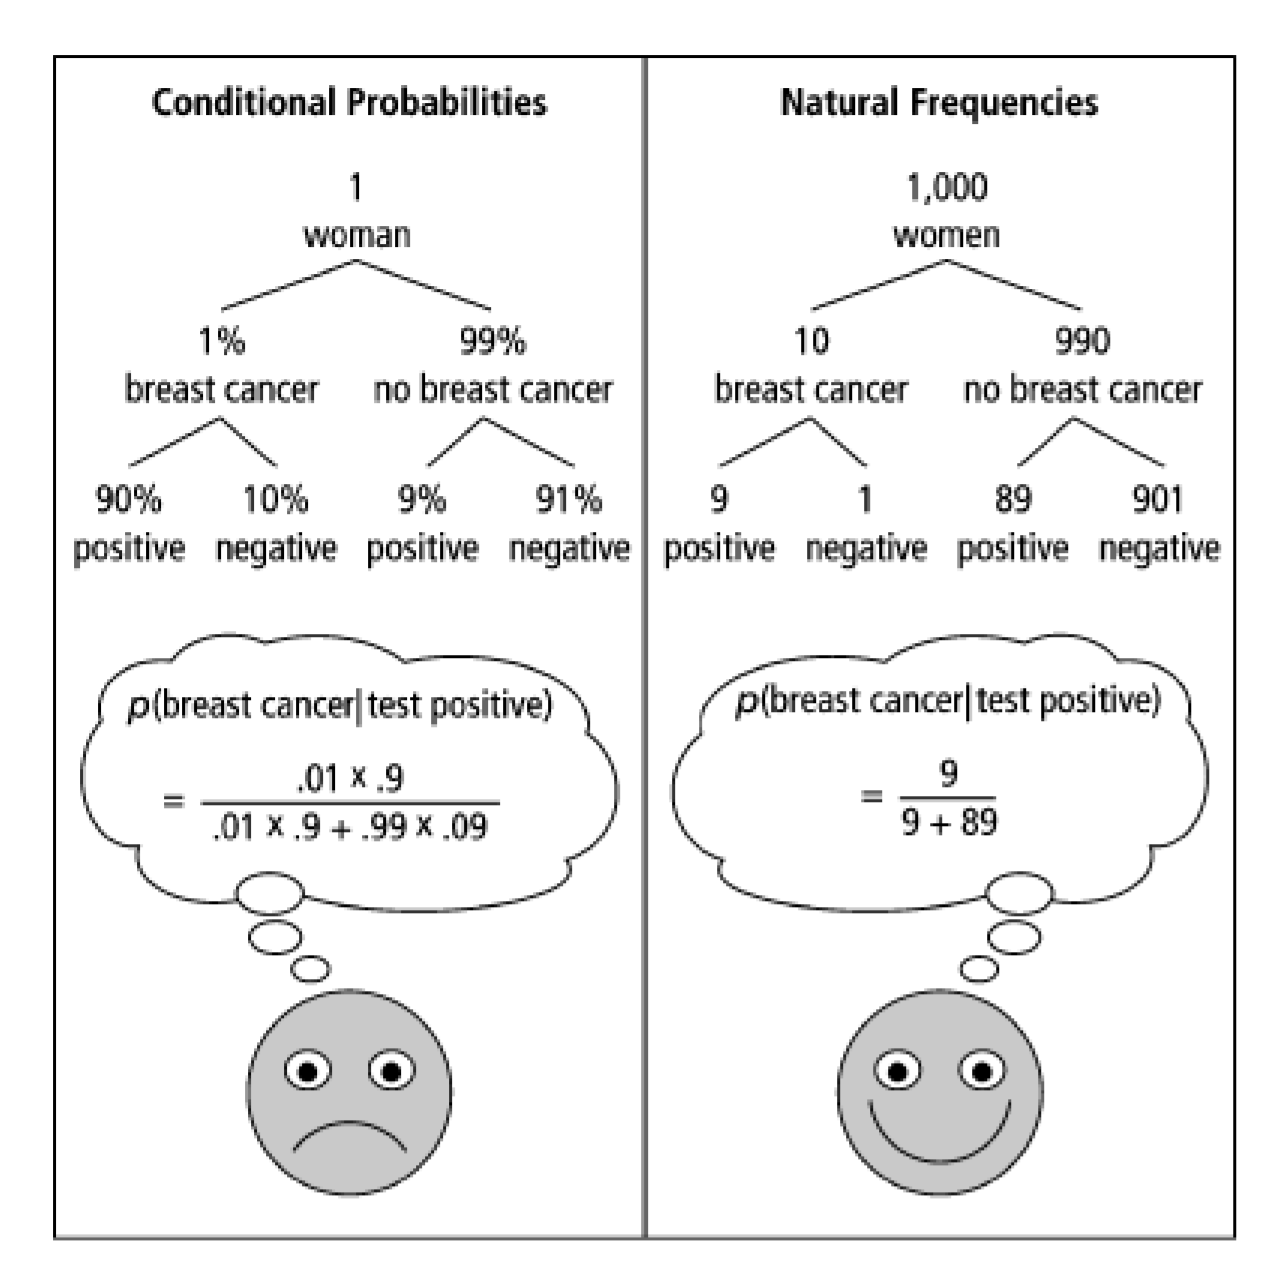 Conditional Probabilities
1
woman
1% 99%
breast cancer no breast cancer
90% 10% 9% 91%
positive negative positive negative
p(breast cancer|test positive)
= .01 x .9
.01 x .9 + .99 x .09
Natural Frequencies
1,000
women
10 990
breast cancer no breast cancer
9 1 89 901
positive negative positive negative
p(breast cancer|test positive)
= 9
9 + 89